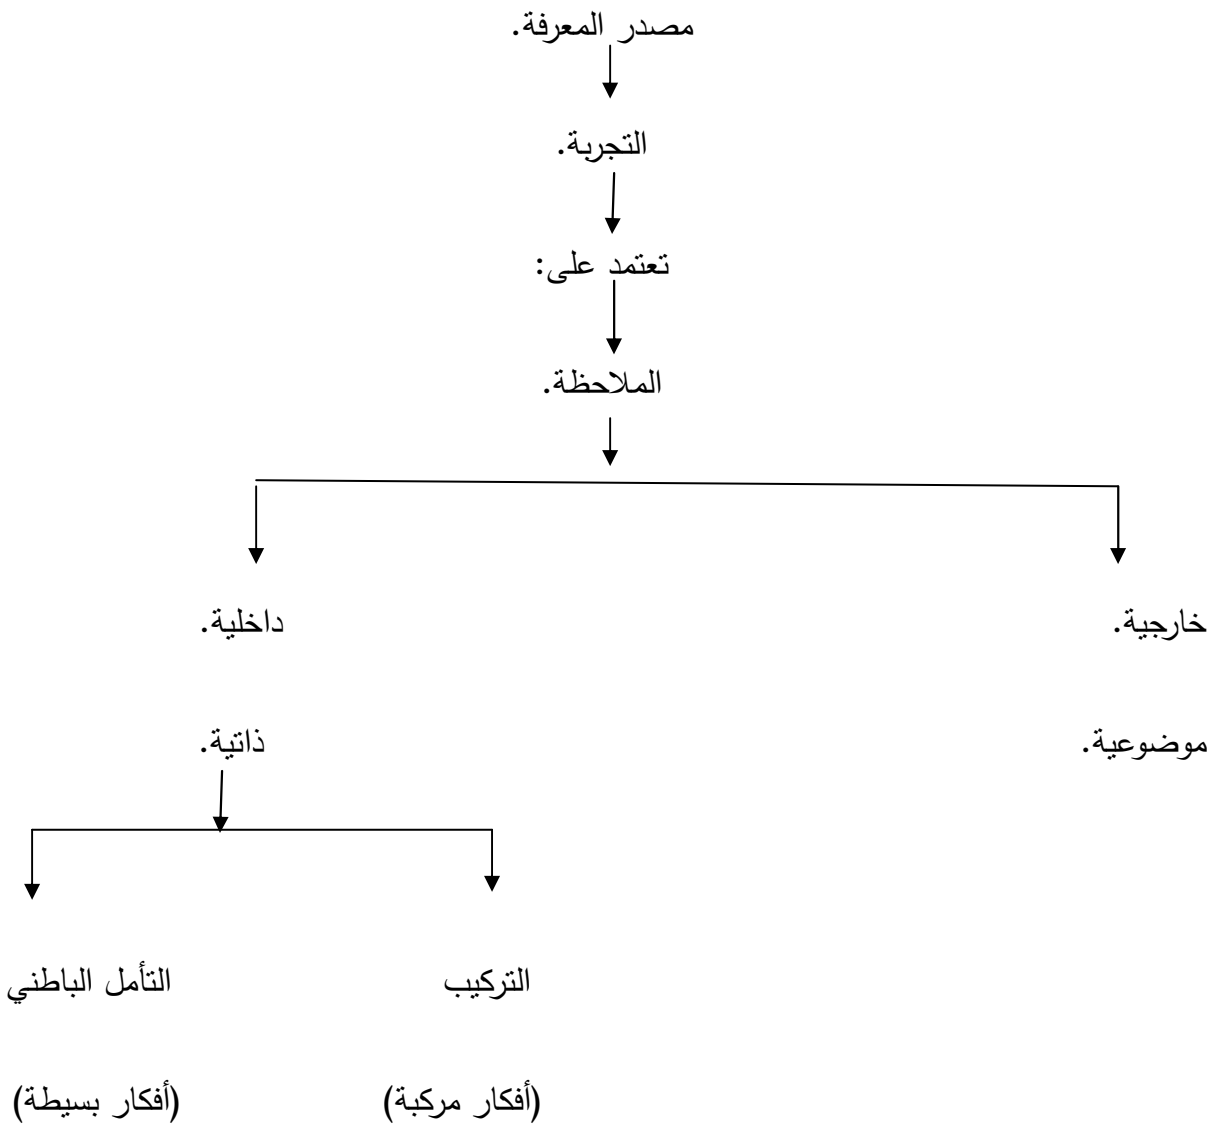 مصدر المعرفة.
التجربة.
تعتمد على:
الملاحظة.
خارجية.
داخلية.
موضوعية.
ذاتية.
التركيب
التأمل الباطني
(أفكار مركبة)
(أفكار بسيطة)